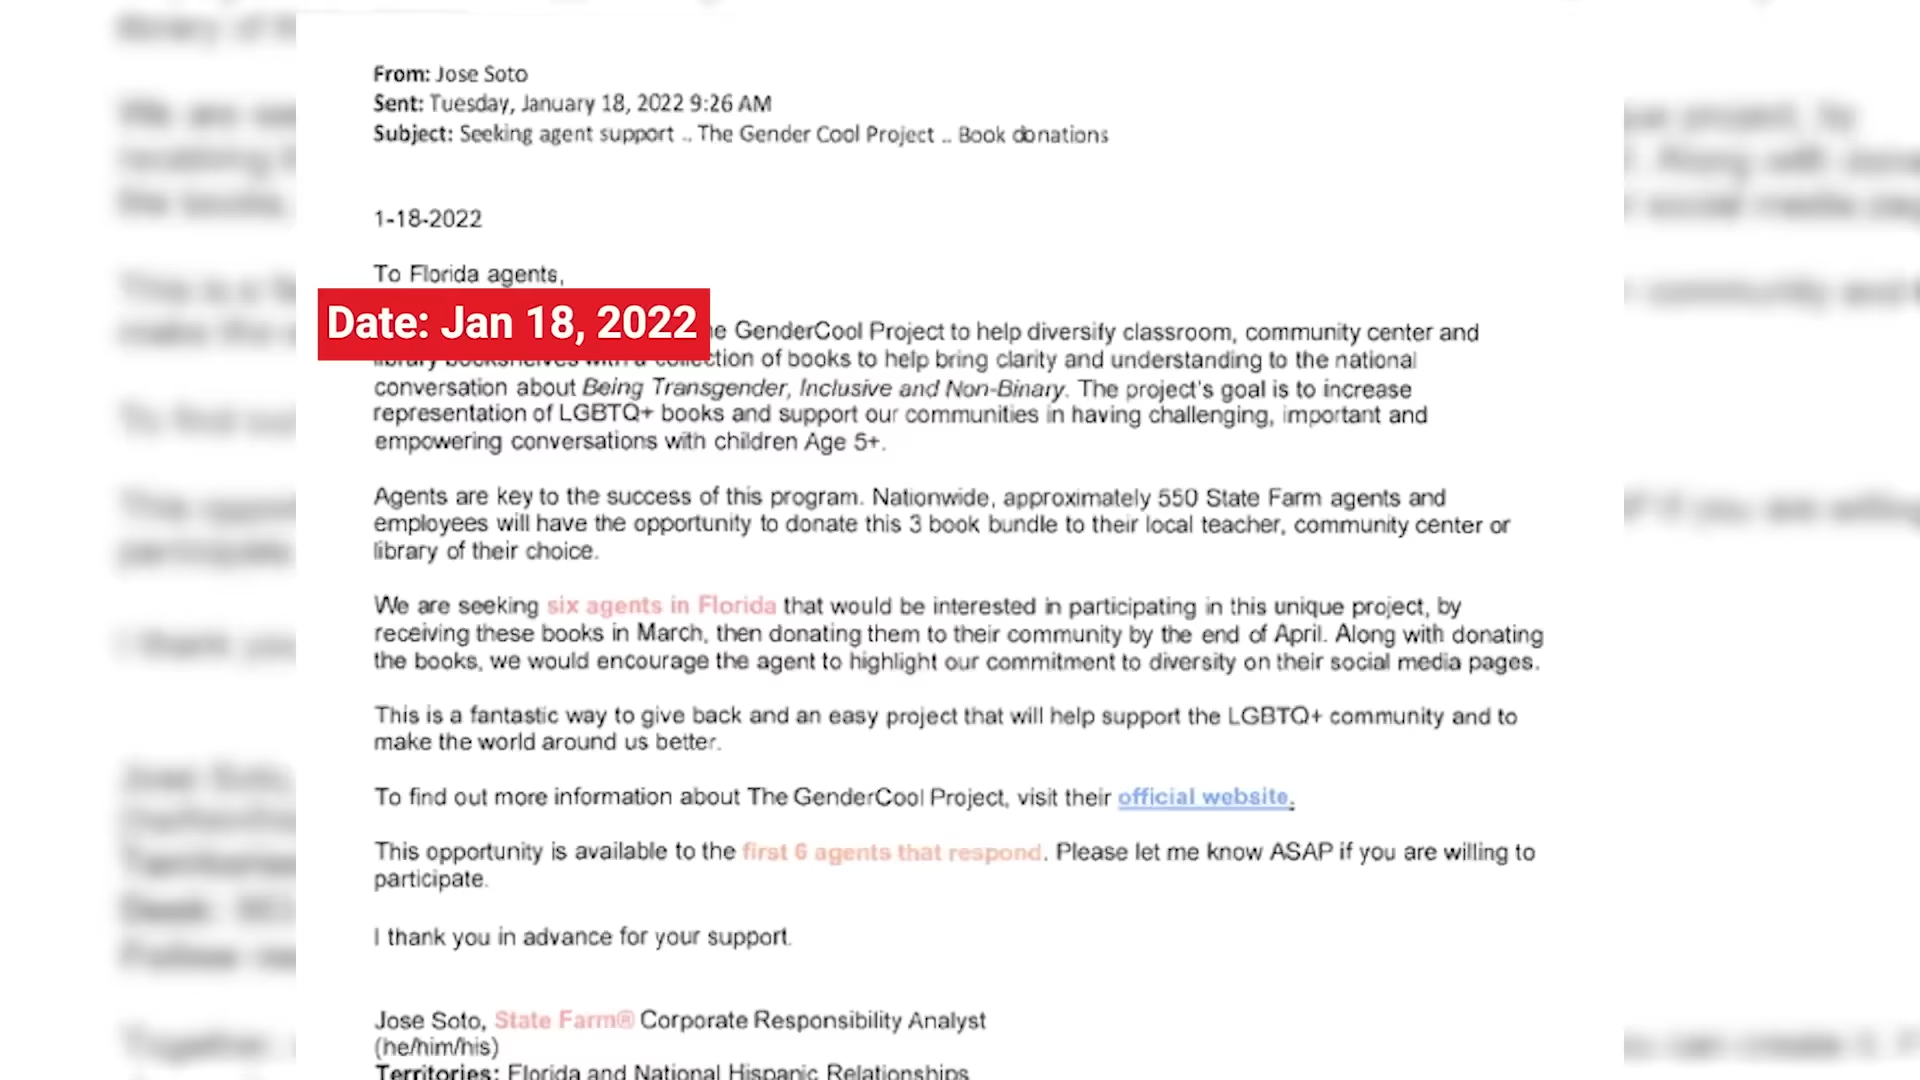 From: Jose Soto
Sent: Tuesday, January 18, 2022 9:26 AM
Subject: Seeking agent support .. The Gender Cool Project .. Book donations
1-18-2022
To Florida agents,
Date: Jan 18, 2022
GenderCool Project to help diversify classroom, community center and
library bookshelves with a collection of books to help bring clarity and understanding to the national
conversation about Being Transgender, Inclusive and Non-Binary. The project's goal is to increase
representation of LGBTQ+ books and support our communities in having challenging, important and
empowering conversations with children Age 5+.
Agents are key to the success of this program. Nationwide, approximately 550 State Farm agents and
employees will have the opportunity to donate this 3 book bundle to their local teacher, community center or
library of their choice.
We are seeking six agents in Florida that would be interested in participating in this unique project, by
receiving these books in March, then donating them to their community by the end of April. Along with donating
the books, we would encourage the agent to highlight our commitment to diversity on their social media pages.
This is a fantastic way to give back and an easy project that will help support the LGBTQ+ community and to
make the world around us better.
To find out more information about The GenderCool Project, visit their official website.
This opportunity is available to the first 6 agents that respond. Please let me know ASAP if you are willing to
participate.
I thank you in advance for your support.
Jose Soto, State Farm® Corporate Responsibility Analyst
(he/him/his)
Territories: Florida and National Hispanic Relationships